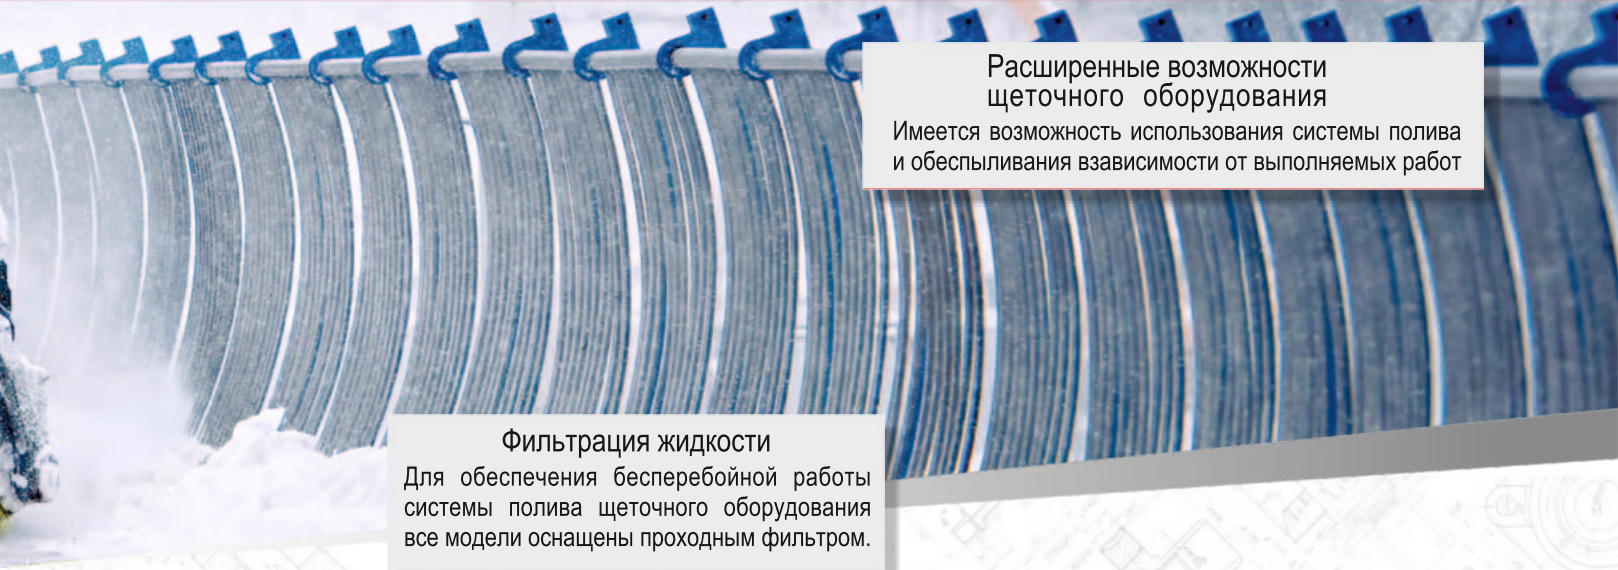 Расширенные возможности
щеточного оборудования
Имеется возможность использования системы полива
и обеспыливания взависимости от выполняемых работ
Фильтрация жидкости
Для обеспечения бесперебойной работы
системы полива щеточного оборудования
все модели оснащены проходным фильтром.